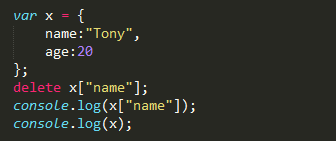 var x = {
    name:"Tony",
    age:20
};
delete x["name"];
console.log(x["name"]);
console.log(x);